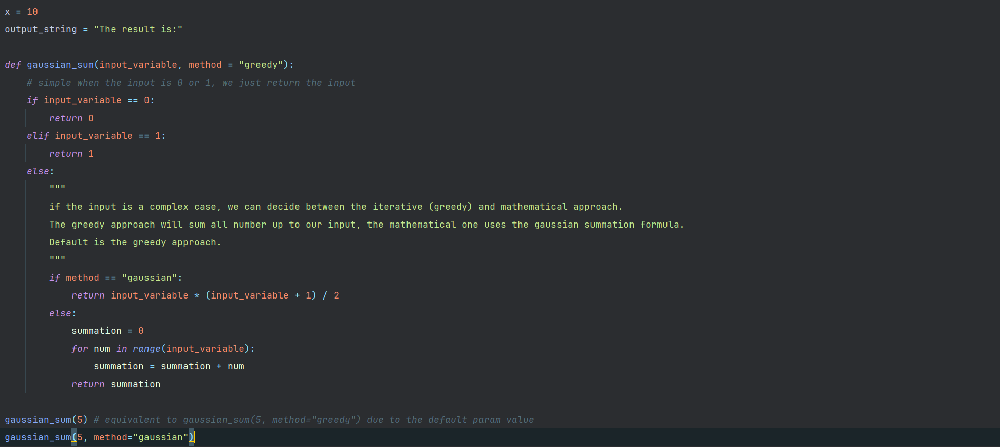 x = 10
output_string = "The result is:"
def gaussian_sum(input_variable, method = "greedy"):
    # simple when the input is 0 or 1, we just return the input
    if input_variable == 0:
        return 0
    elif input_variable == 1:
        return 1
    else:
        """
        if the input is a complex case, we can decide between the iterative (greedy) and mathematical approach.
        The greedy approach will sum all number up to our input, the mathematical one uses the gaussian summation formula.
        Default is the greedy approach.
        """
        if method == "gaussian":
            return input_variable * (input_variable + 1) / 2
        else:
            summation = 0
            for num in range(input_variable):
                summation = summation + num
            return summation
gaussian_sum(5) # equivalent to gaussian_sum(5, method="greedy") due to the default param value
gaussian_sum(5, method="gaussian")